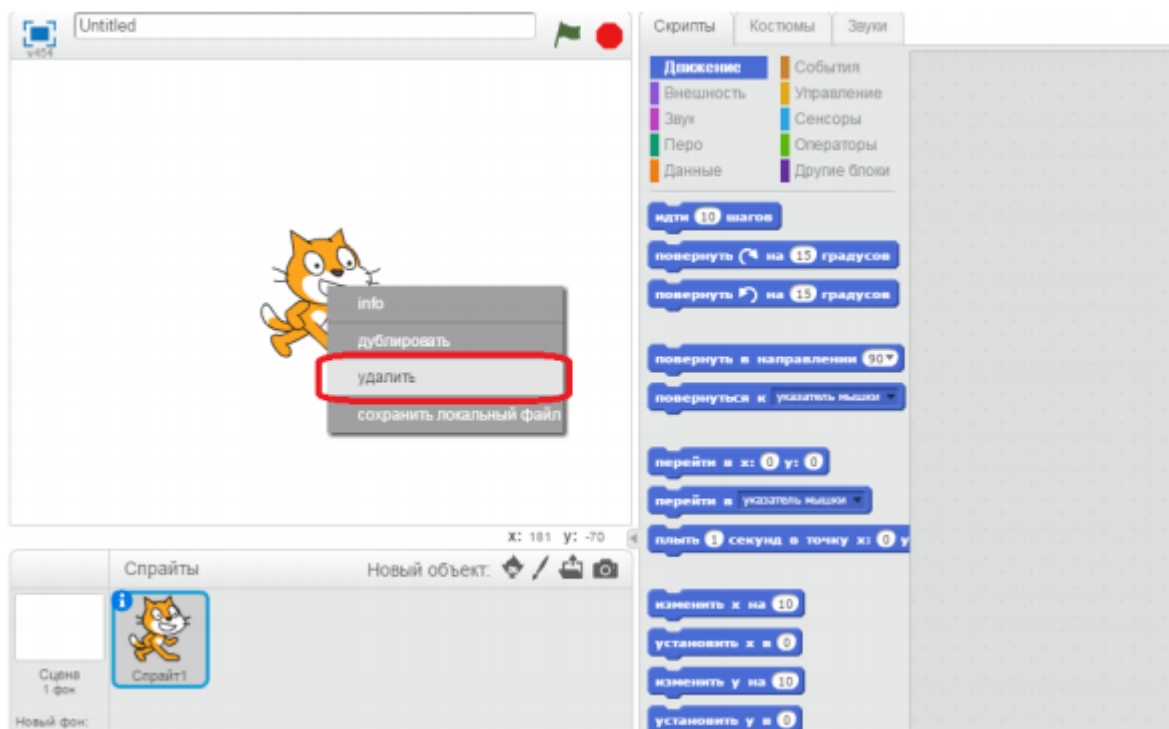 Untitled
v454
Скрипты Костюмы Звуки
Движение События
Внешность Управление
Звук Сенсоры
Перо Операторы
Данные Другие блоки
идти 10 шагов
повернуть на 15 градусов
повернуть на 15 градусов
повернуть в направлении 90
повернуться к указатель мышки
перейти в x: 0 y: 0
перейти в указатель мышки
плыть 1 секунд в точку x: 0 y
изменить x на 10
установить x в 0
изменить y на 10
установить y в 0
info
дублировать
удалить
сохранить локальный файл
x: 181 y: -70
Спрайты Новый объект:
Сцена
1 фон
Спрайт1
Новый фон: